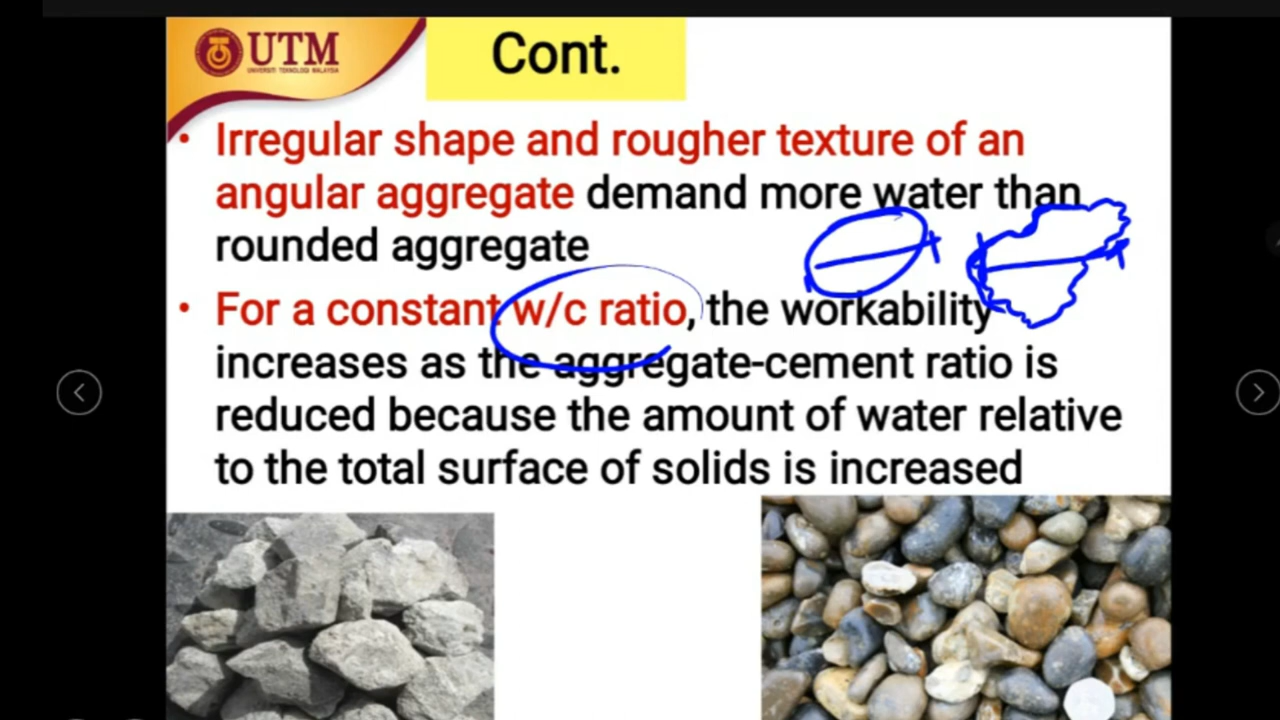 UTM
UNIVERSITI TEKNOLOGI MALAYSIA
Cont.
• Irregular shape and rougher texture of an
angular aggregate demand more water than
rounded aggregate
• For a constant w/c ratio, the workability
increases as the aggregate-cement ratio is
reduced because the amount of water relative
to the total surface of solids is increased